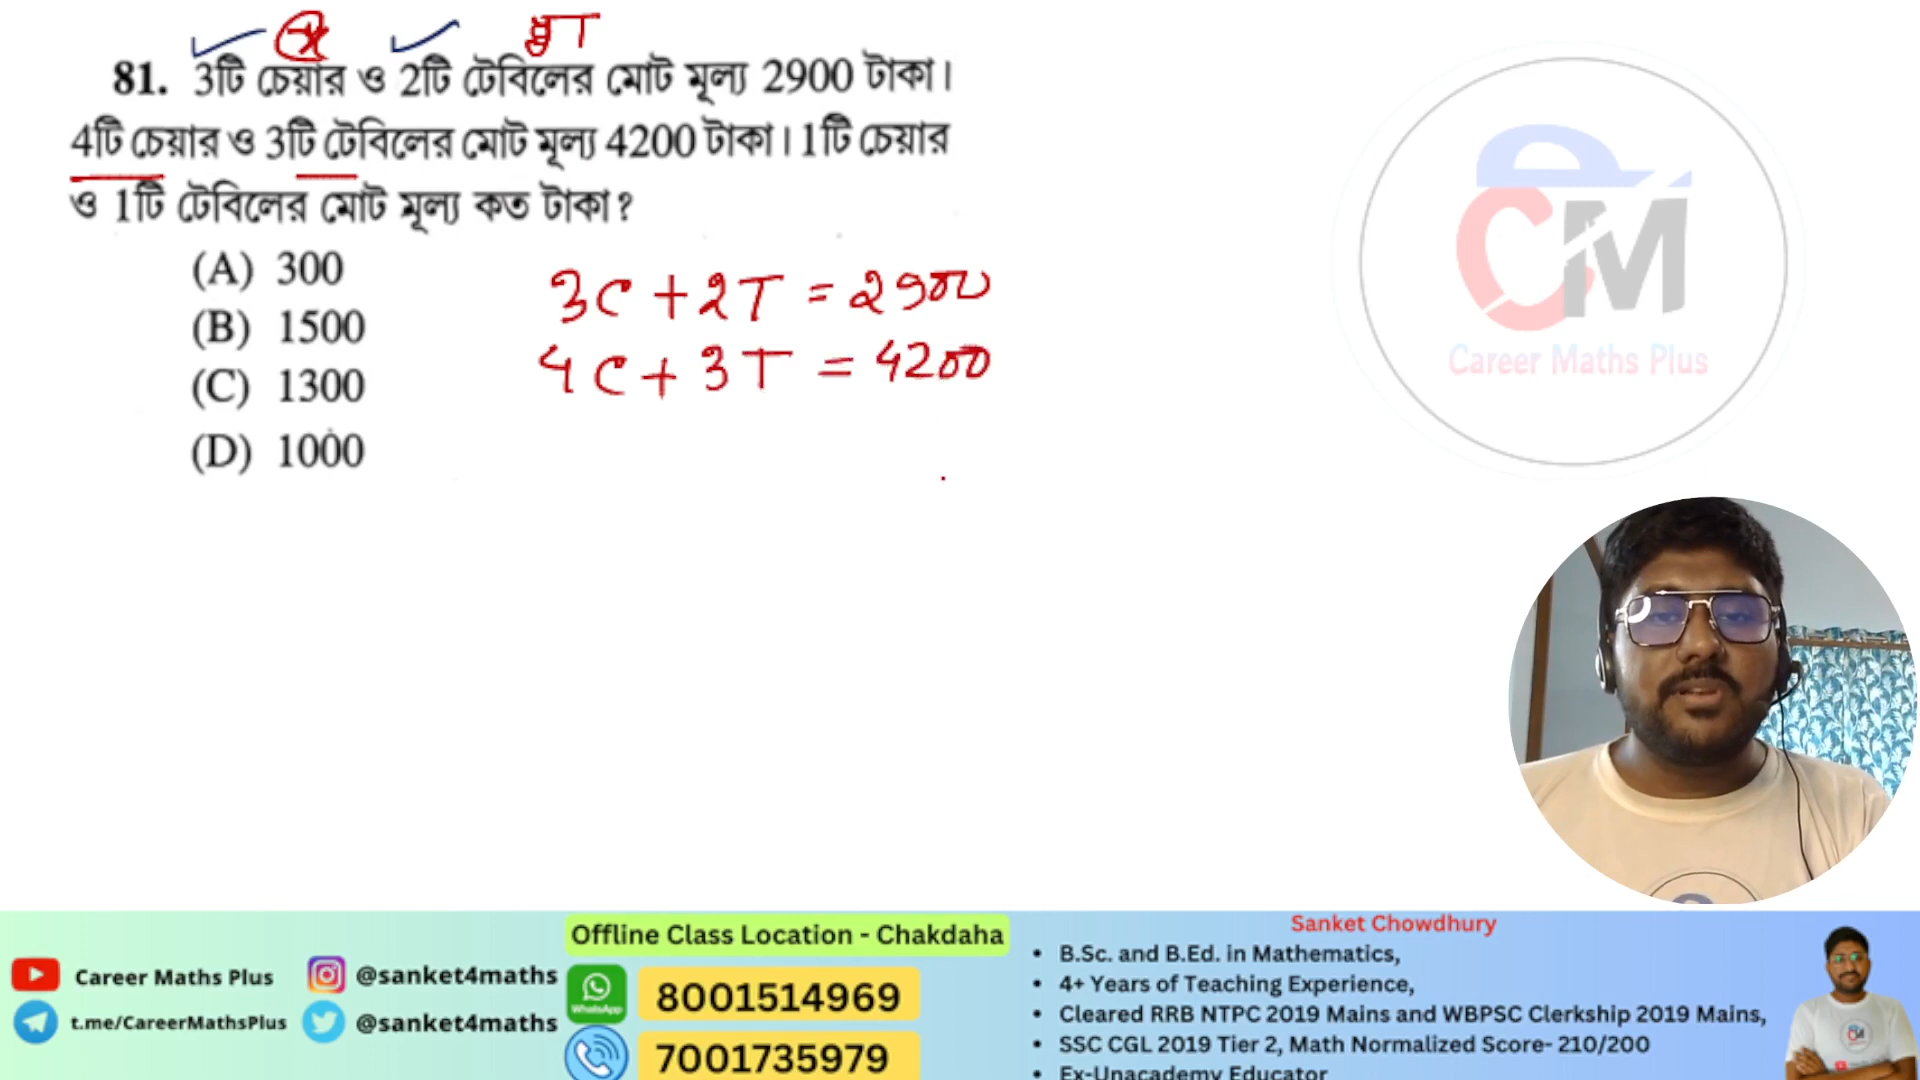 81. 3টি চেয়ার ও 2টি টেবিলের মোট মূল্য 2900 টাকা।
4টি চেয়ার ও 3টি টেবিলের মোট মূল্য 4200 টাকা। 1টি চেয়ার
ও 1টি টেবিলের মোট মূল্য কত টাকা?
(A) 300
(B) 1500
(C) 1300
(D) 1000
3C + 2T = 2900
4C + 3T = 4200
CM
Career Maths Plus
Career Maths Plus
@sanket4maths
t.me/CareerMathsPlus
@sanket4maths
Offline Class Location - Chakdaha
WhatsApp
8001514969
7001735979
Sanket Chowdhury
• B.Sc. and B.Ed. in Mathematics,
• 4+ Years of Teaching Experience,
• Cleared RRB NTPC 2019 Mains and WBPSC Clerkship 2019 Mains,
• SSC CGL 2019 Tier 2, Math Normalized Score- 210/200
• Ex-Unacademy Educator